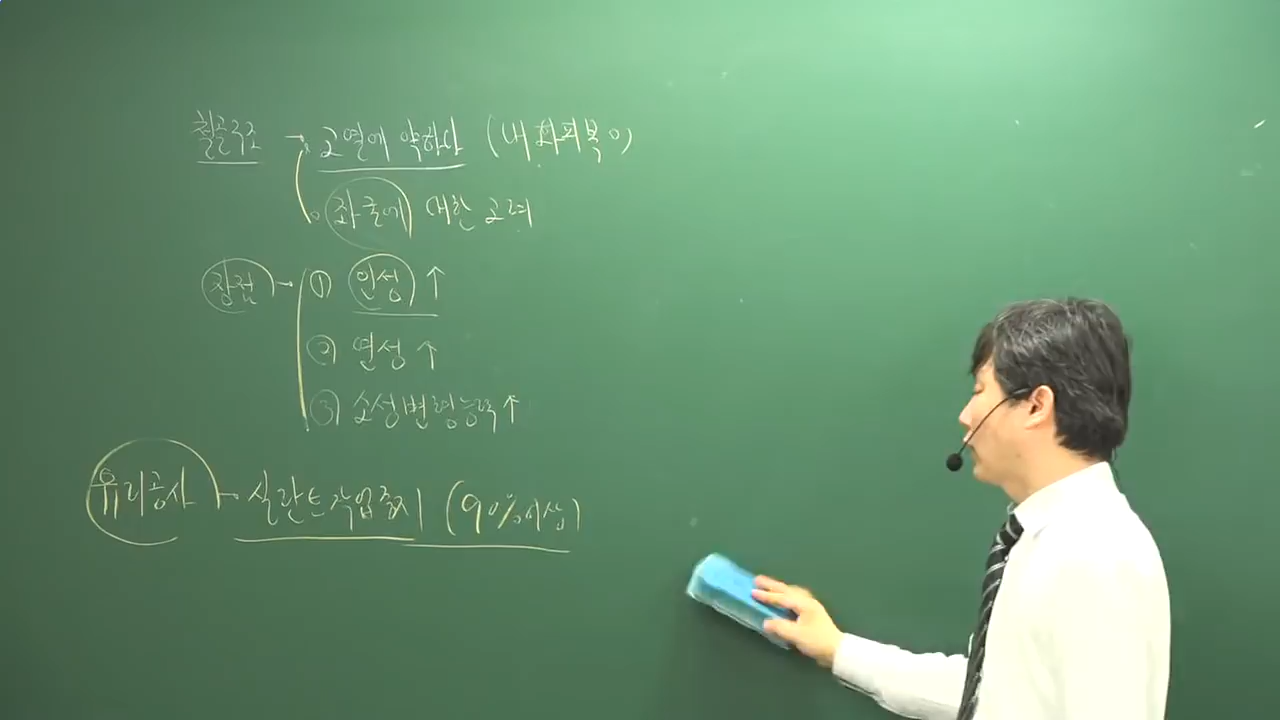 철골구조 → 고열에 약하다 (내화피복 o)
좌굴에 대한 고려
장점 → ① 인성 ↑
② 연성 ↑
③ 소성변형능력 ↑
유리공사 → 실란트 작업중지 (90% 이상)